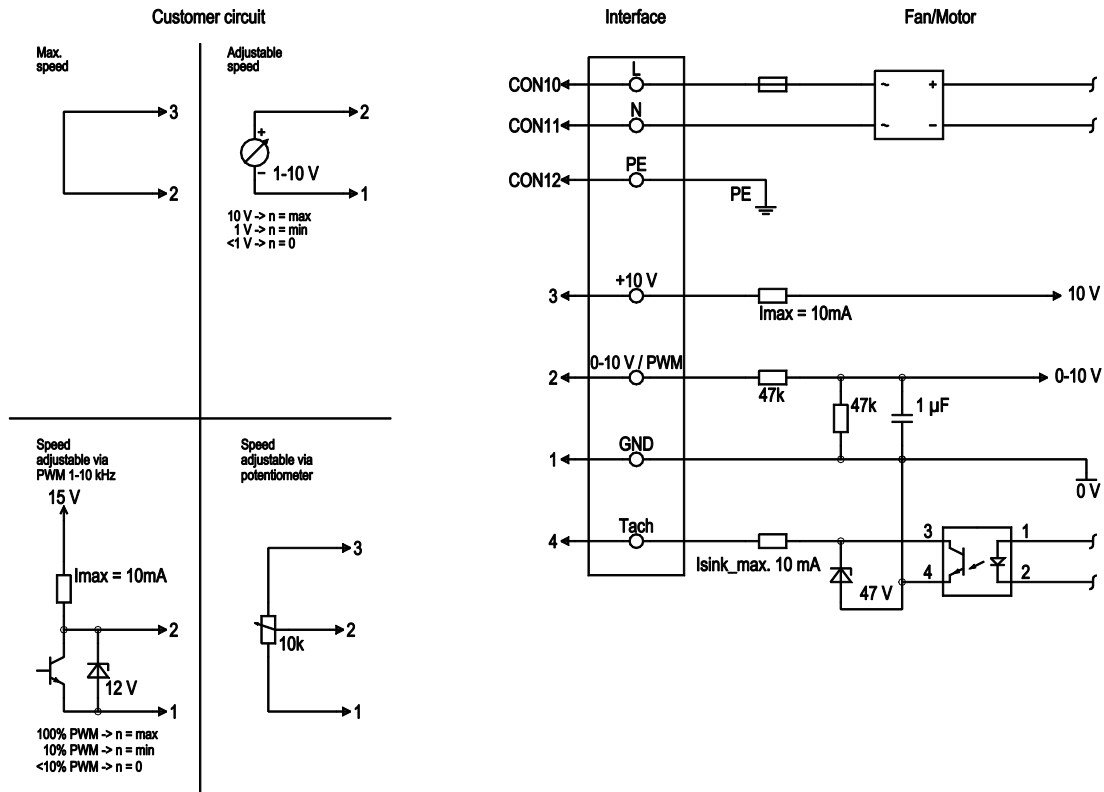 Customer circuit
Max.
speed
3
2
Adjustable
speed
2
+
– 1-10 V
1
10 V -> n = max
1 V -> n = min
<1 V -> n = 0
Speed
adjustable via
PWM 1-10 kHz
15 V
Imax = 10mA
2
12 V
1
100% PWM -> n = max
10% PWM -> n = min
<10% PWM -> n = 0
Speed
adjustable via
potentiometer
3
2
10k
1
Interface
Fan/Motor
L
CON10
~ +
N
CON11
~ –
PE
CON12
PE
+10 V
3
10 V
Imax = 10mA
0-10 V / PWM
2
0-10 V
47k
47k
1 µF
GND
1
0 V
Tach
4
3
1
Isink_max. 10 mA
4
2
47 V